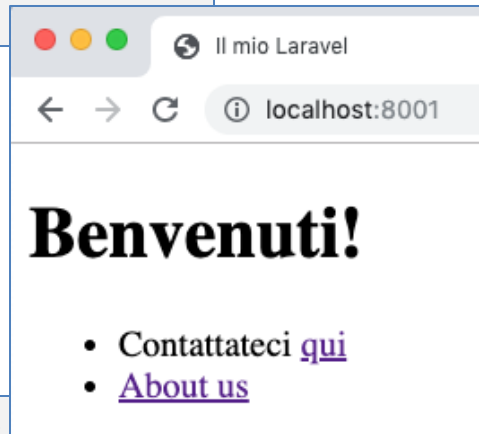 Il mio Laravel
localhost:8001
Benvenuti!
Contattateci qui
About us